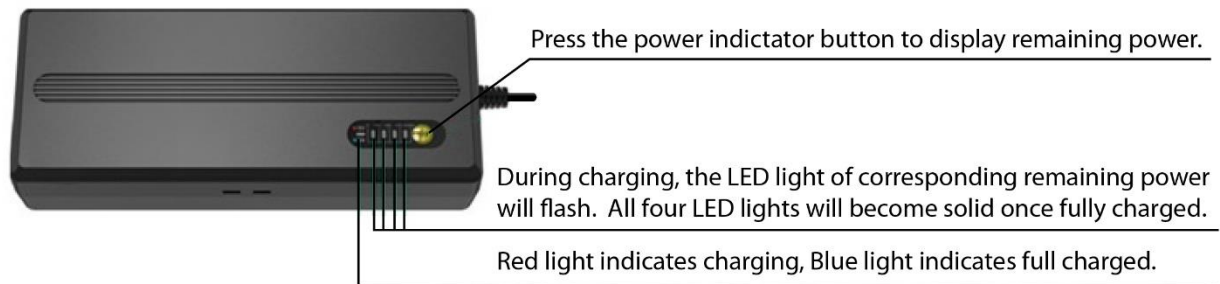 Press the power indictator button to display remaining power.
During charging, the LED light of corresponding remaining power
will flash.  All four LED lights will become solid once fully charged.
Red light indicates charging, Blue light indicates full charged.